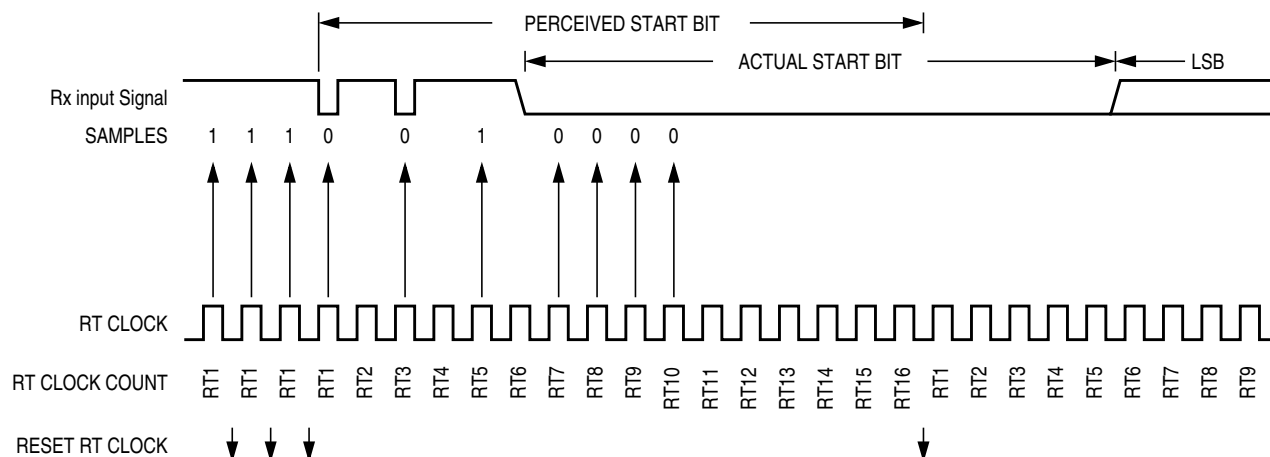 PERCEIVED START BIT
ACTUAL START BIT
LSB
Rx input Signal
SAMPLES 1 1 1 0 0 1 0 0 0 0
RT CLOCK
RT CLOCK COUNT RT1 RT1 RT1 RT1 RT2 RT3 RT4 RT5 RT6 RT7 RT8 RT9 RT10 RT11 RT12 RT13 RT14 RT15 RT16 RT1 RT2 RT3 RT4 RT5 RT6 RT7 RT8 RT9
RESET RT CLOCK